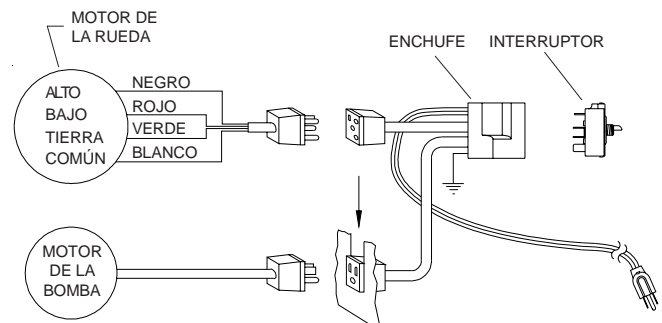 MOTOR DE
LA RUEDA
ENCHUFE
INTERRUPTOR
ALTO
BAJO
TIERRA
COMÚN
NEGRO
ROJO
VERDE
BLANCO
MOTOR
DE LA
BOMBA